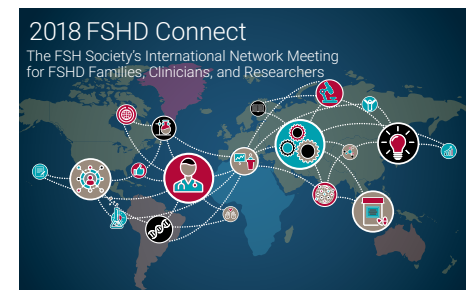 2018 FSHD Connect
The FSH Society's International Network Meeting
for FSHD Families, Clinicians, and Researchers